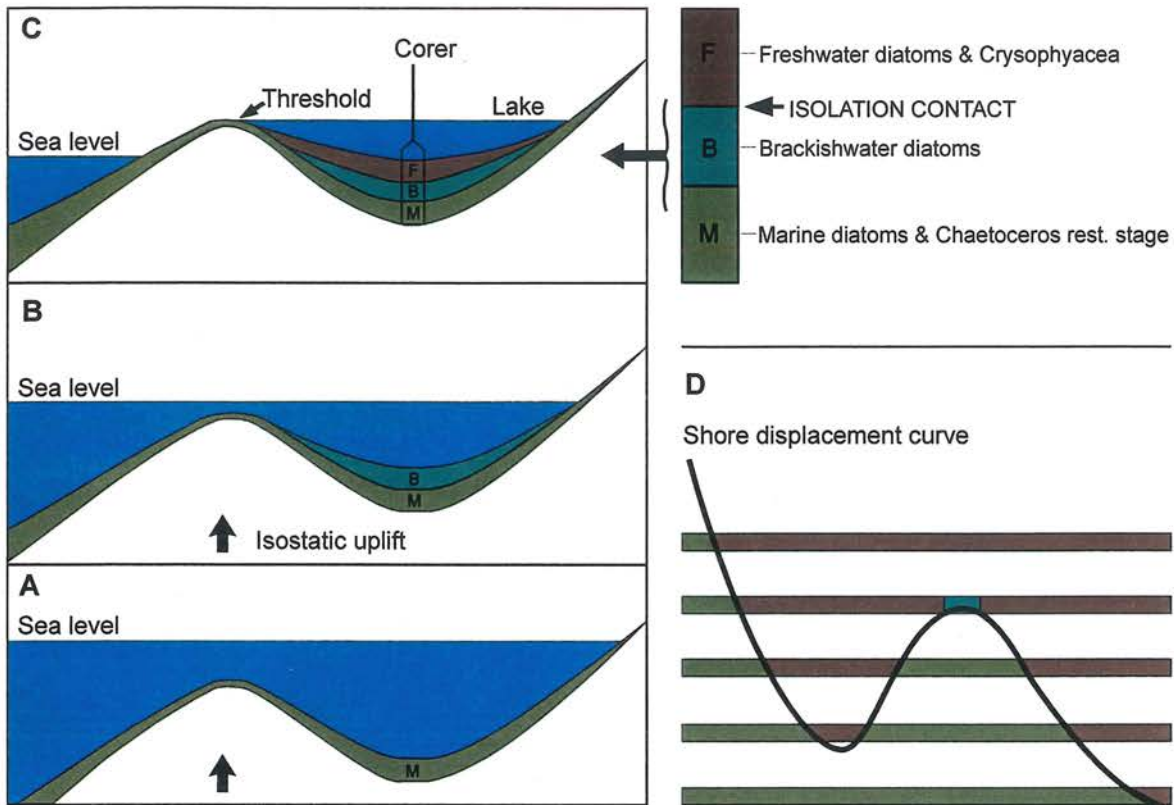 C
Corer
Threshold
Lake
Sea level
F
B
M
F
Freshwater diatoms & Crysophyacea
ISOLATION CONTACT
B
Brackishwater diatoms
M
Marine diatoms & Chaetoceros rest. stage
B
Sea level
B
M
Isostatic uplift
A
Sea level
M
D
Shore displacement curve